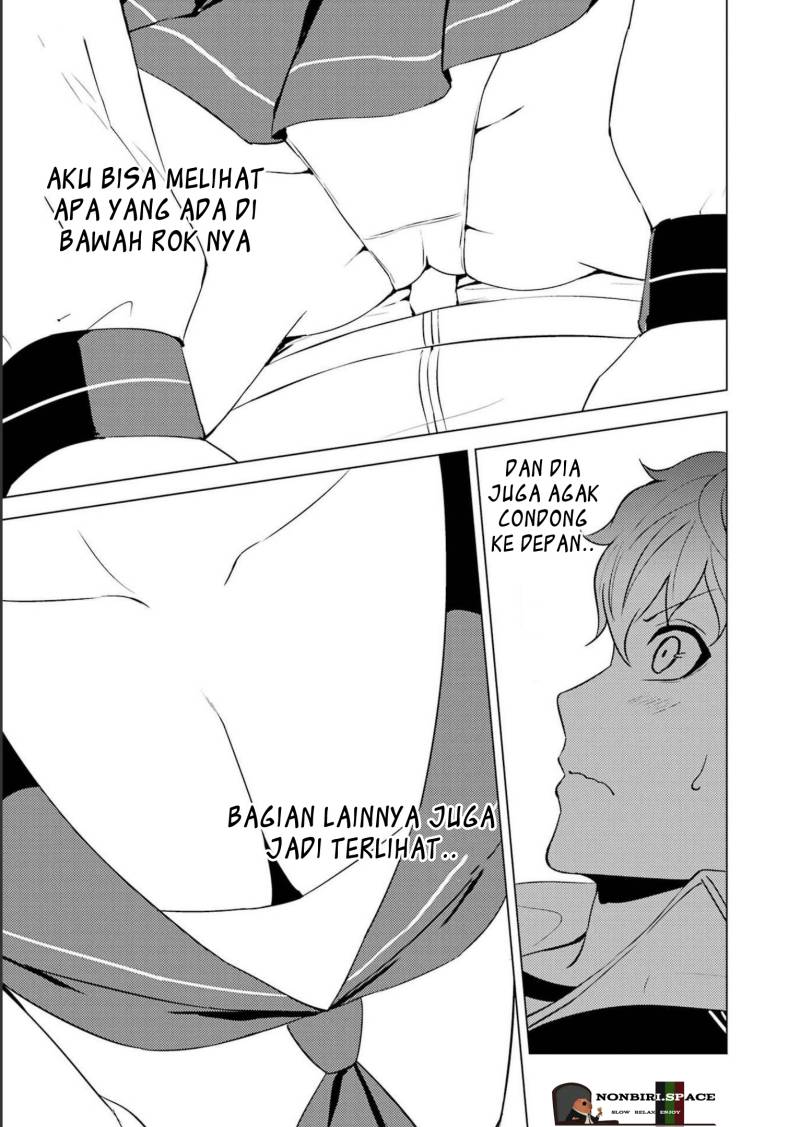 AKU BISA MELIHAT
APA YANG ADA DI
BAWAH ROK NYA
DAN DIA
JUGA AGAK
CONDONG
KE DEPAN..
BAGIAN LAINNYA JUGA
JADI TERLIHAT..
NONBIRI.SPACE
SLOW RELAX ENJOY